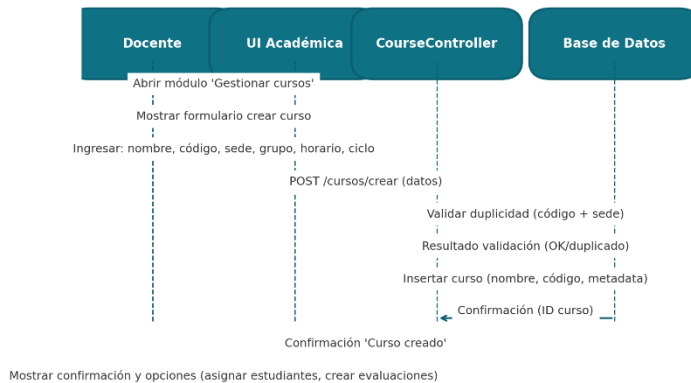 Docente
UI Académica
CourseController
Base de Datos
Abrir módulo 'Gestionar cursos'
Mostrar formulario crear curso
Ingresar: nombre, código, sede, grupo, horario, ciclo
POST /cursos/crear (datos)
Validar duplicidad (código + sede)
Resultado validación (OK/duplicado)
Insertar curso (nombre, código, metadata)
Confirmación (ID curso)
Confirmación 'Curso creado'
Mostrar confirmación y opciones (asignar estudiantes, crear evaluaciones)